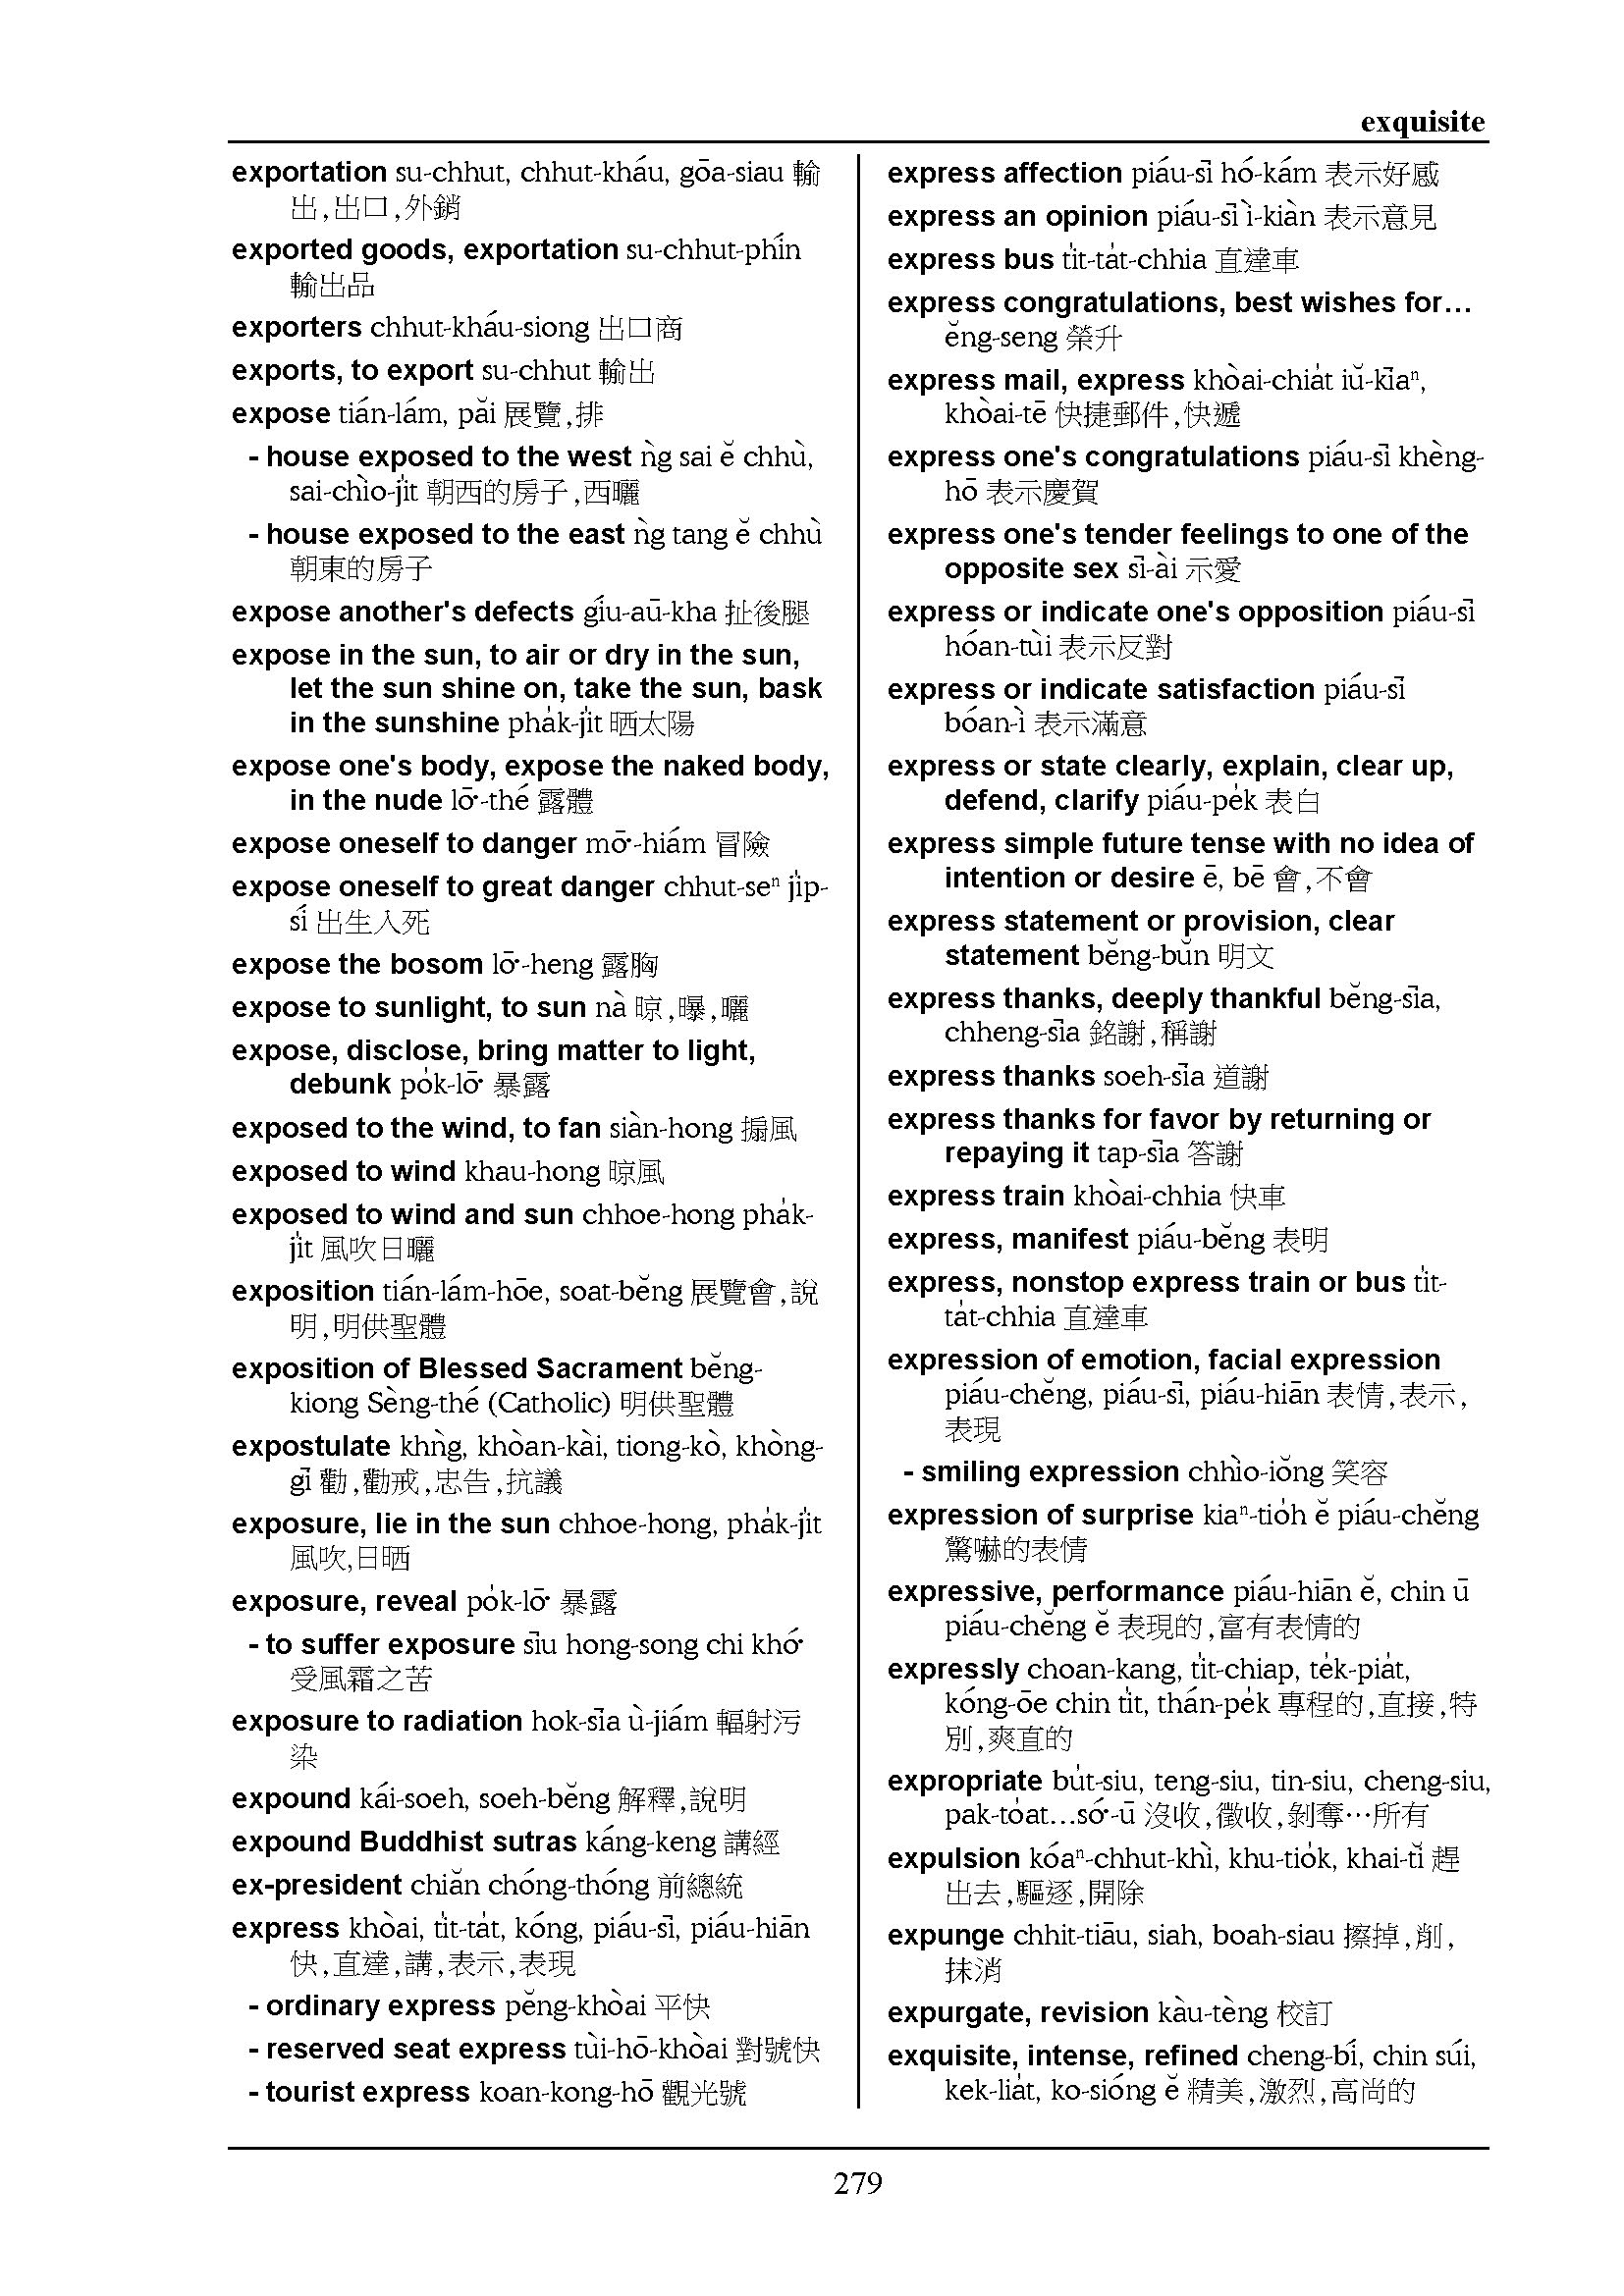 exquisite
exportation su-chhut, chhut-kháu, gōa-siau 輸
出,出口,外銷
exported goods, exportation su-chhut-phín
輸出品
exporters chhut-kháu-siong 出口商
exports, to export su-chhut 輸出
expose tián-lám, păi 展覽,排
- house exposed to the west ǹg sai ĕ chhù,
sai-chìo-ji̍t 朝西的房子,西曬
- house exposed to the east ǹg tang ĕ chhù
朝東的房子
expose another's defects gíu-aū-kha 扯後腿
expose in the sun, to air or dry in the sun,
let the sun shine on, take the sun, bask
in the sunshine pha̍k-ji̍t 晒太陽
expose one's body, expose the naked body,
in the nude lō͘-thé 露體
expose oneself to danger mō͘-hiám 冒險
expose oneself to great danger chhut-seⁿ ji̍p-
sí 出生入死
expose the bosom lō͘-heng 露胸
expose to sunlight, to sun nà 晾,曝,曬
expose, disclose, bring matter to light,
debunk po̍k-lō͘ 暴露
exposed to the wind, to fan siàn-hong 搧風
exposed to wind khau-hong 晾風
exposed to wind and sun chhoe-hong pha̍k-
ji̍t 風吹日曬
exposition tián-lám-hōe, soat-bĕng 展覽會,說
明,明供聖體
exposition of Blessed Sacrament bĕng-
kiong Sèng-thé (Catholic) 明供聖體
expostulate khǹg, khòan-kài, tiong-kò, khòng-
gī 勸,勸戒,忠告,抗議
exposure, lie in the sun chhoe-hong, pha̍k-ji̍t
風吹,日晒
exposure, reveal po̍k-lō͘ 暴露
- to suffer exposure sīu hong-song chi khó͘
受風霜之苦
exposure to radiation hok-sīa ù-jiám 輻射污
染
expound kái-soeh, soeh-bĕng 解釋,說明
expound Buddhist sutras káng-keng 講經
ex-president chiăn chóng-thóng 前總統
express khòai, ti̍t-ta̍t, kóng, piáu-sī, piáu-hiān
快,直達,講,表示,表現
- ordinary express pĕng-khòai 平快
- reserved seat express tùi-hō-khòai 對號快
- tourist express koan-kong-hō 觀光號
express affection piáu-sī hó-kám 表示好感
express an opinion piáu-sī ì-kiàn 表示意見
express bus ti̍t-ta̍t-chhia 直達車
express congratulations, best wishes for…
ĕng-seng 榮升
express mail, express khòai-chia̍t iŭ-kīaⁿ,
khòai-tē 快捷郵件,快遞
express one's congratulations piáu-sī khèng-
hō 表示慶賀
express one's tender feelings to one of the
opposite sex sī-ài 示愛
express or indicate one's opposition piáu-sī
hóan-tùi 表示反對
express or indicate satisfaction piáu-sī
bóan-ì 表示滿意
express or state clearly, explain, clear up,
defend, clarify piáu-pe̍k 表白
express simple future tense with no idea of
intention or desire ē, bē 會,不會
express statement or provision, clear
statement bĕng-bŭn 明文
express thanks, deeply thankful bĕng-sīa,
chheng-sīa 銘謝,稱謝
express thanks soeh-sīa 道謝
express thanks for favor by returning or
repaying it tap-sīa 答謝
express train khòai-chhia 快車
express, manifest piáu-bĕng 表明
express, nonstop express train or bus ti̍t-
ta̍t-chhia 直達車
expression of emotion, facial expression
piáu-chĕng, piáu-sī, piáu-hiān 表情,表示,
表現
- smiling expression chhìo-iŏng 笑容
expression of surprise kiaⁿ-tio̍h ĕ piáu-chĕng
驚嚇的表情
expressive, performance piáu-hiān ĕ, chin ū
piáu-chĕng ĕ 表現的,富有表情的
expressly choan-kang, ti̍t-chiap, te̍k-pia̍t,
kóng-ōe chin ti̍t, thán-pe̍k 專程的,直接,特
別,爽直的
expropriate bu̍t-siu, teng-siu, tin-siu, cheng-siu,
pak-to̍at…só͘-ū 沒收,徵收,剝奪…所有
expulsion kóaⁿ-chhut-khì, khu-tio̍k, khai-tĭ 趕
出去,驅逐,開除
expunge chhit-tiāu, siah, boah-siau 擦掉,削,
抹消
expurgate, revision kàu-tèng 校訂
exquisite, intense, refined cheng-bí, chin súi,
kek-lia̍t, ko-sióng ĕ 精美,激烈,高尚的
279